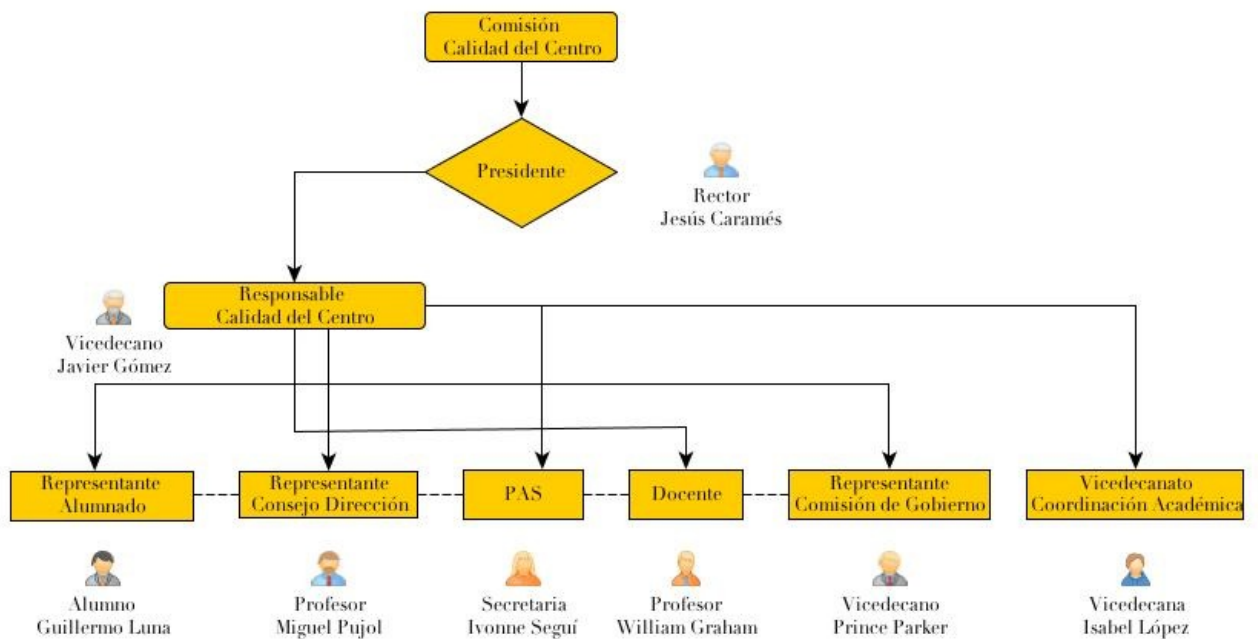 Comisión
Calidad del Centro
Presidente
Rector
Jesús Caramés
Responsable
Calidad del Centro
Vicedecano
Javier Gómez
Representante
Alumnado
Representante
Consejo Dirección
PAS
Docente
Representante
Comisión de Gobierno
Vicedecanato
Coordinación Académica
Alumno
Guillermo Luna
Profesor
Miguel Pujol
Secretaria
Ivonne Seguí
Profesor
William Graham
Vicedecano
Prince Parker
Vicedecana
Isabel López